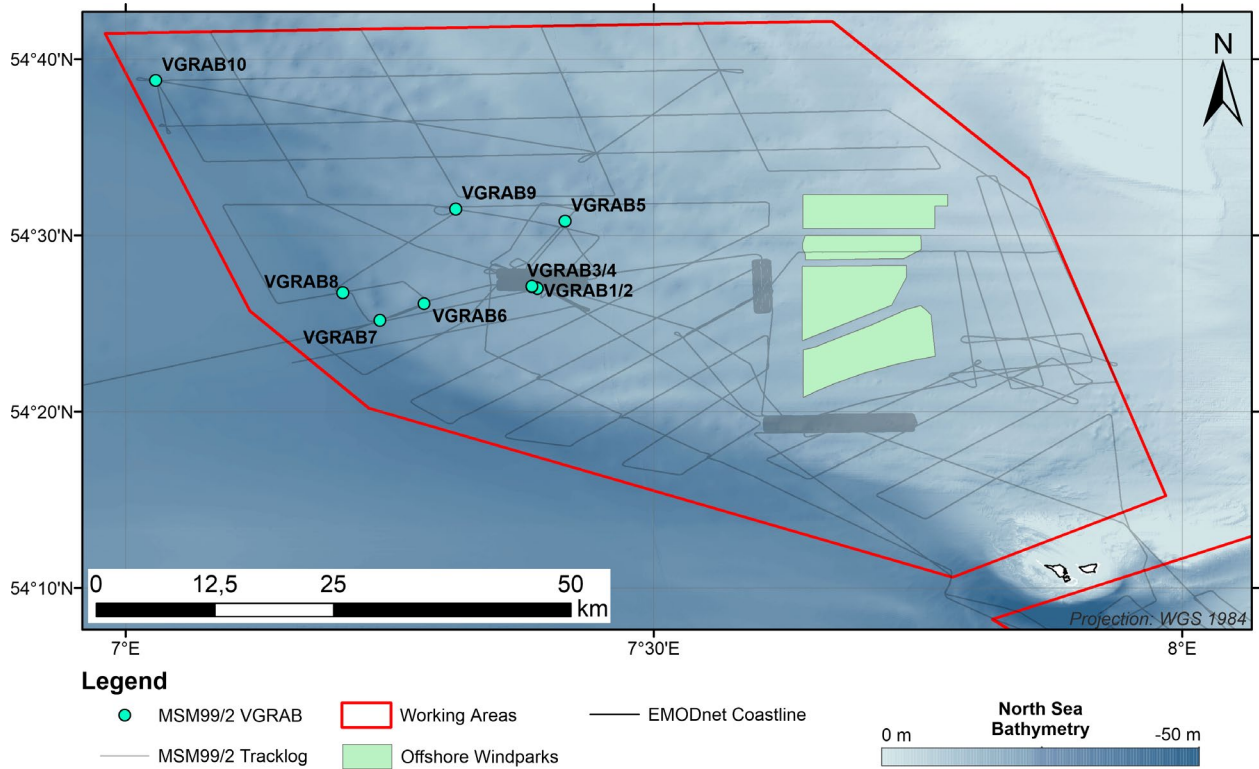 54°40'N
54°30'N
54°20'N
54°10'N
VGRAB10
VGRAB9
VGRAB5
VGRAB3/4
VGRAB1/2
VGRAB8
VGRAB6
VGRAB7
N
0 12,5 25 50
km
Projection. WGS 1984
7°E 7°30'E 8°E
Legend
MSM99/2 VGRAB
Working Areas
EMODnet Coastline
MSM99/2 Tracklog
Offshore Windparks
North Sea
Bathymetry
0 m -50 m